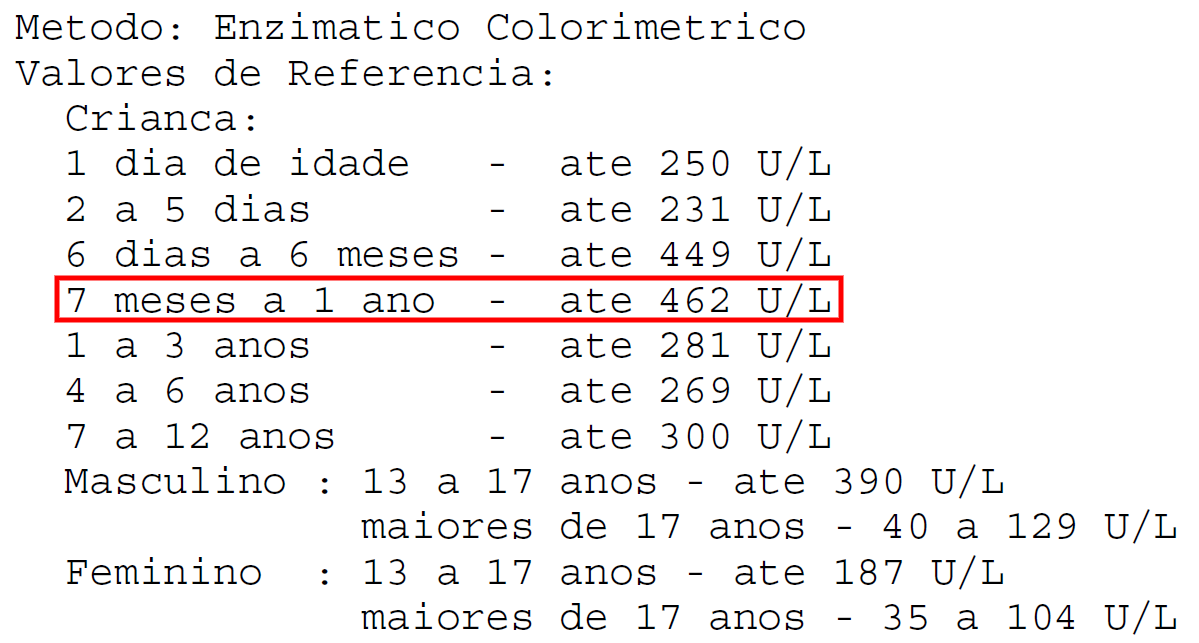 Metodo: Enzimatico Colorimetrico
Valores de Referencia:
Crianca:
1 dia de idade - ate 250 U/L
2 a 5 dias - ate 231 U/L
6 dias a 6 meses - ate 449 U/L
7 meses a 1 ano - ate 462 U/L
1 a 3 anos - ate 281 U/L
4 a 6 anos - ate 269 U/L
7 a 12 anos - ate 300 U/L
Masculino : 13 a 17 anos - ate 390 U/L
maiores de 17 anos - 40 a 129 U/L
Feminino : 13 a 17 anos - ate 187 U/L
maiores de 17 anos - 35 a 104 U/L